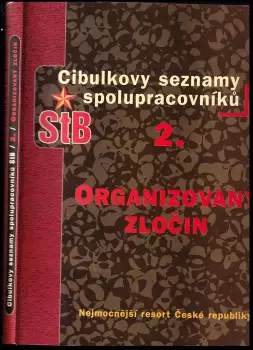 Cibulkovy seznamy spolupracovníků StB / 2. / Organizovaný zločin
Cibulkovy seznamy
spolupracovníků
StB
2.
ORGANIZOVANÝ
ZLOČIN
Nejmocnější resort České republiky